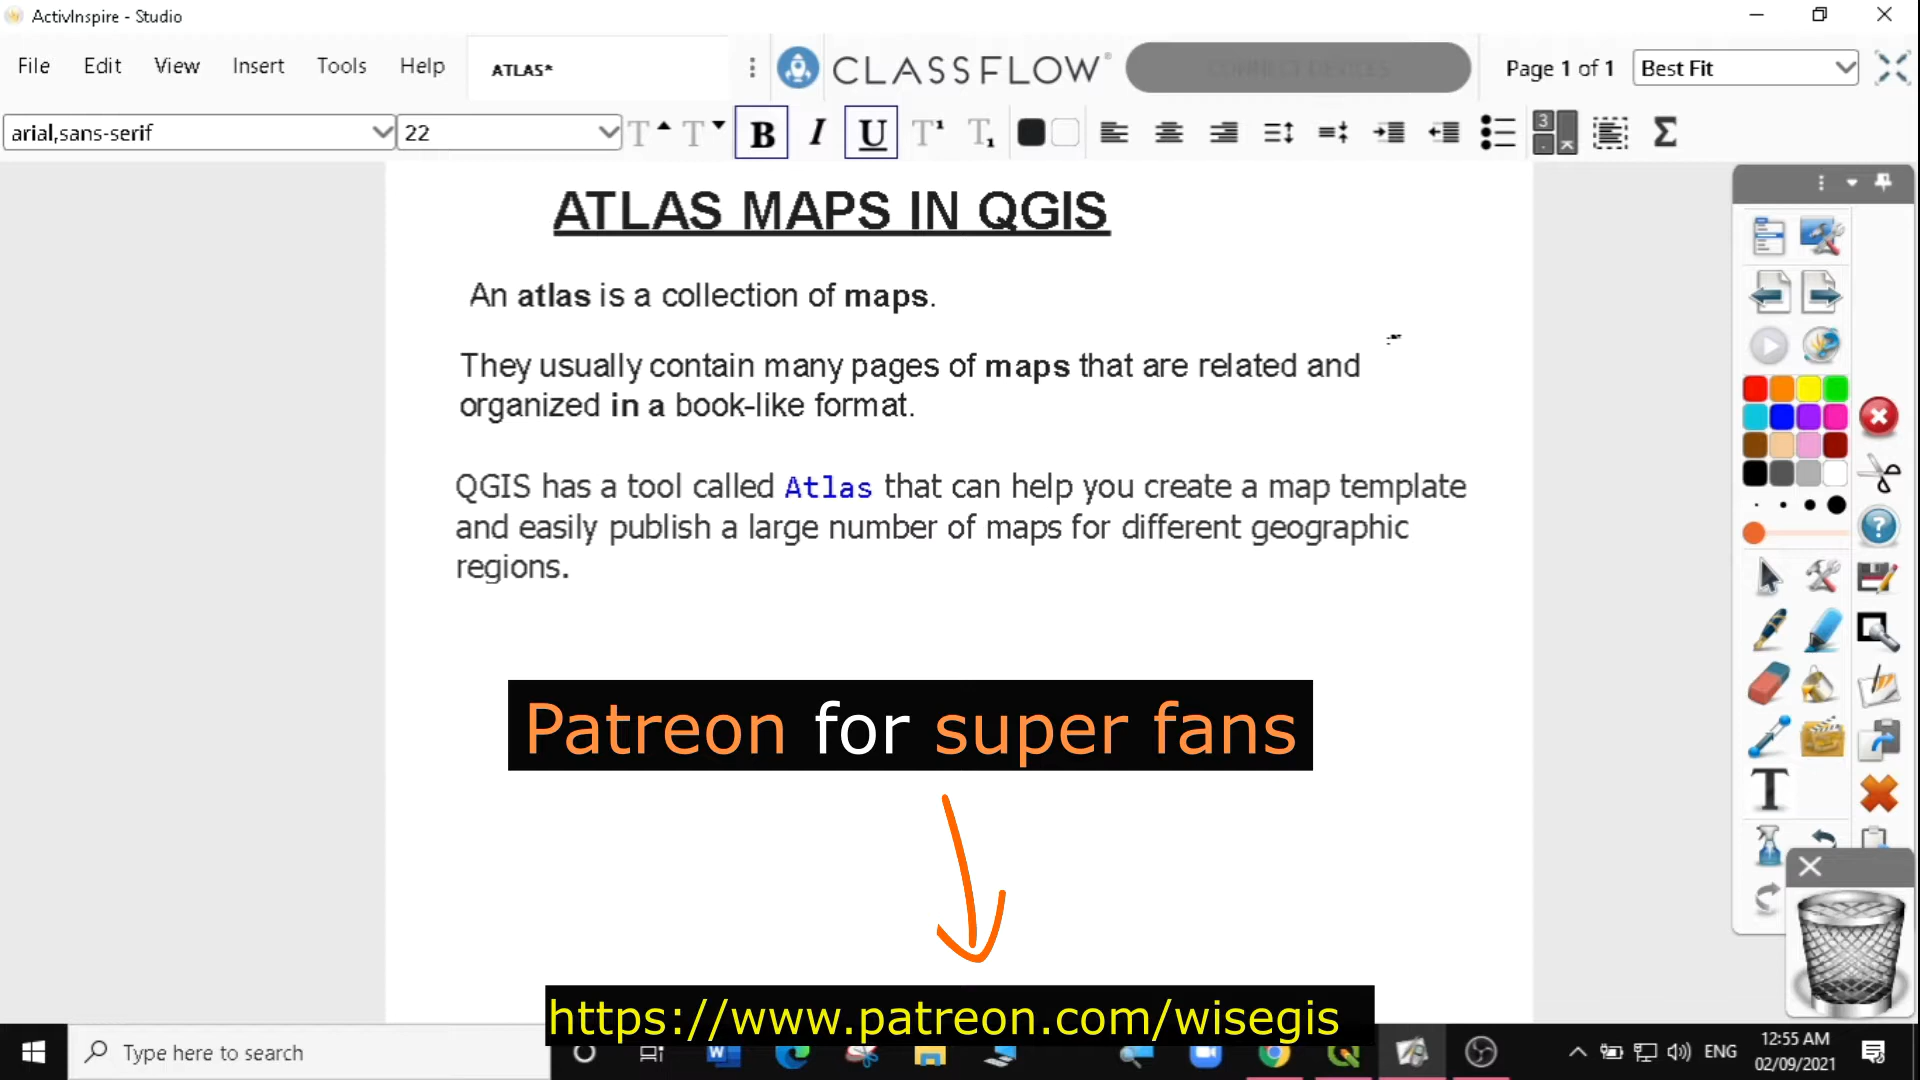 ActivInspire - Studio
File Edit View Insert Tools Help ATLAS* CLASSFLOW® Page 1 of 1 Best Fit
arial,sans-serif 22 T T B I U T¹ T₁ Σ
ATLAS MAPS IN QGIS
An atlas is a collection of maps.
They usually contain many pages of maps that are related and
organized in a book-like format.
QGIS has a tool called Atlas that can help you create a map template
and easily publish a large number of maps for different geographic
regions.
Patreon for super fans
https://www.patreon.com/wisegis
Type here to search
ENG
12:55 AM
02/09/2021